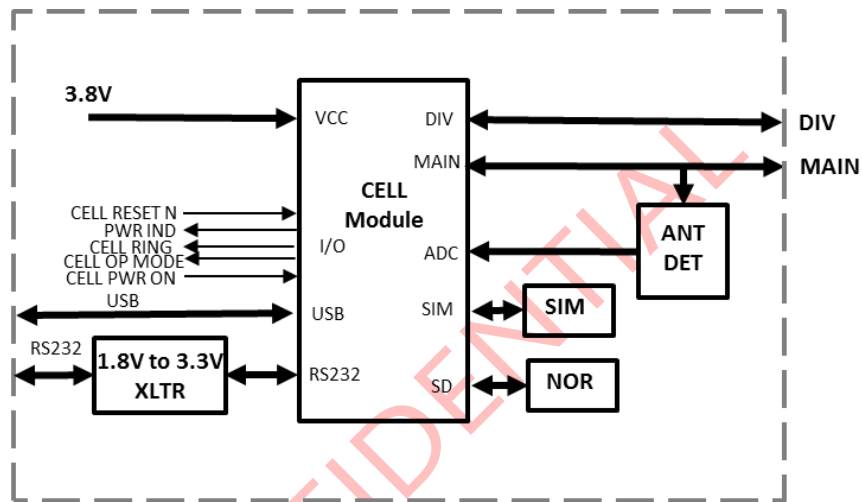 3.8V
VCC
DIV
DIV
MAIN
MAIN
CELL
Module
CELL RESET N
PWR IND
CELL RING
CELL OP MODE
CELL PWR ON
I/O
ADC
ANT
DET
USB
USB
SIM
SIM
RS232
1.8V to 3.3V
XLTR
RS232
SD
NOR
FIDENTIAL